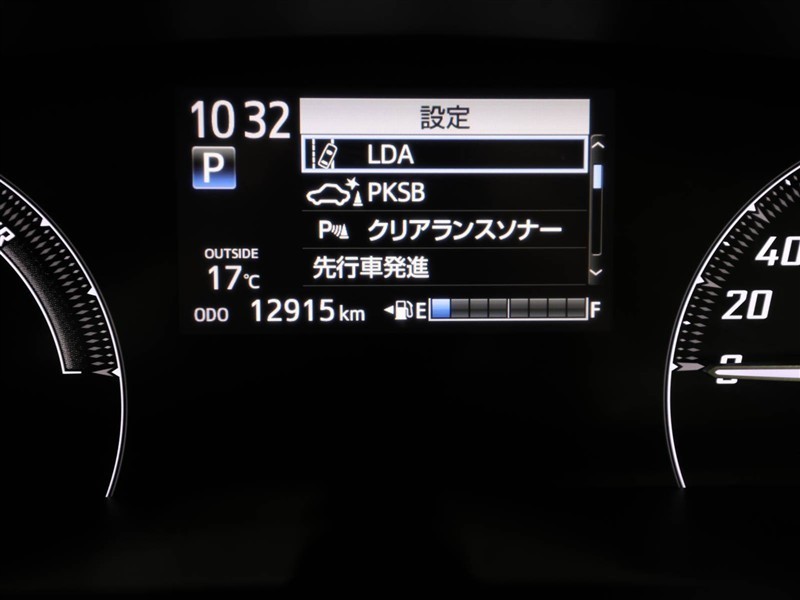 10 32
設定
P
LDA
PKSB
P クリアランスソナー
先行車発進
OUTSIDE
17℃
ODO 12915 km
E F
40
20
0